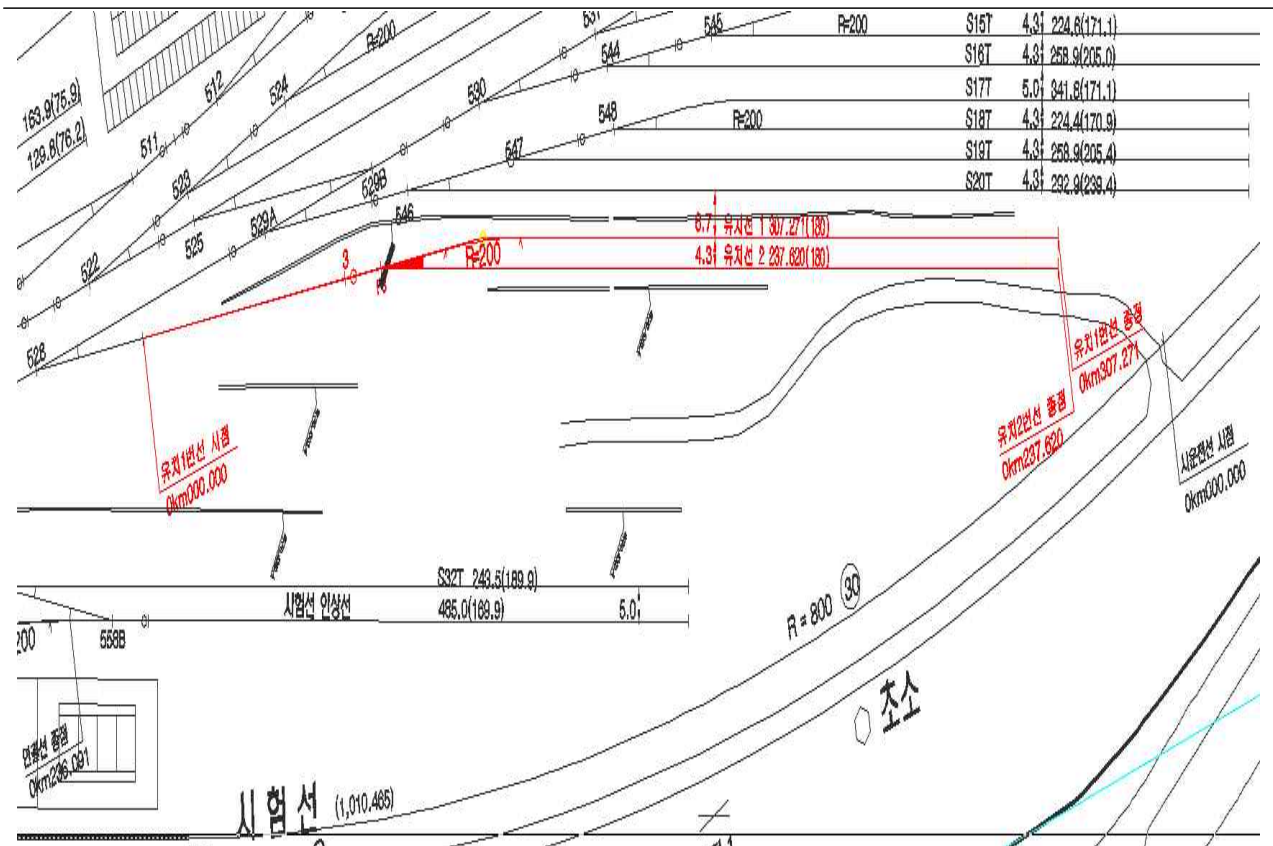 531
545
R=200
S15T 4.3 224.6(171.1)
544
S16T 4.3 258.9(205.0)
R=200
512
524
530
548
S17T 5.0 341.8(171.1)
163.9(75.9)
129.8(76.2)
R=200
S18T 4.3 224.4(170.9)
511
547
S19T 4.3 258.9(205.4)
523
529B
S20T 4.3 292.9(239.4)
525
529A
546
유치선 1 307.271(180)
522
3
R=200
4.3 유치선 2 237.620(180)
528
유치1번선 종점
0km307.271
유치2번선 종점
0km237.620
유치1번선 시점
0km000.000
시운전선 시점
0km000.000
S32T 243.5(189.9)
시험선 인상선 485.0(169.9) 5.0
200
558B
R = 800
30
초소
인출선 종점
0km236.091
시험선 (1,010.465)